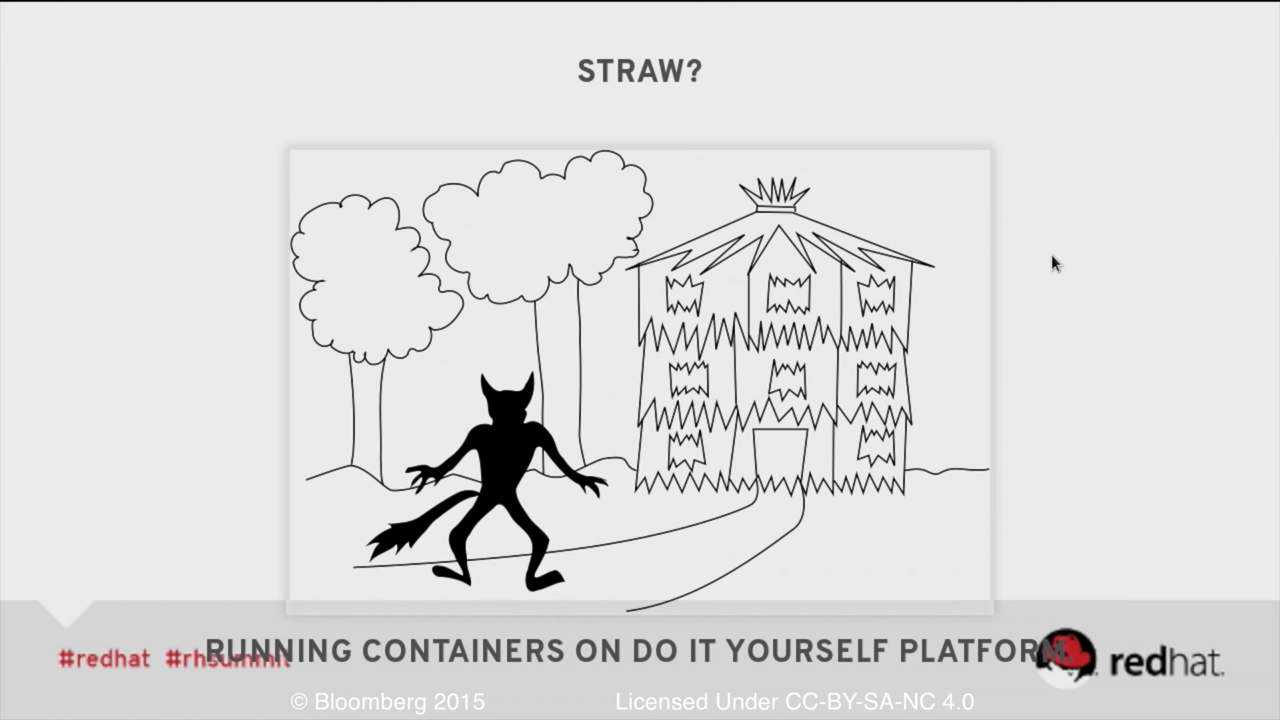 STRAW?
RUNNING CONTAINERS ON DO IT YOURSELF PLATFORM
#redhat #rhsummit
redhat.
© Bloomberg 2015 Licensed Under CC-BY-SA-NC 4.0